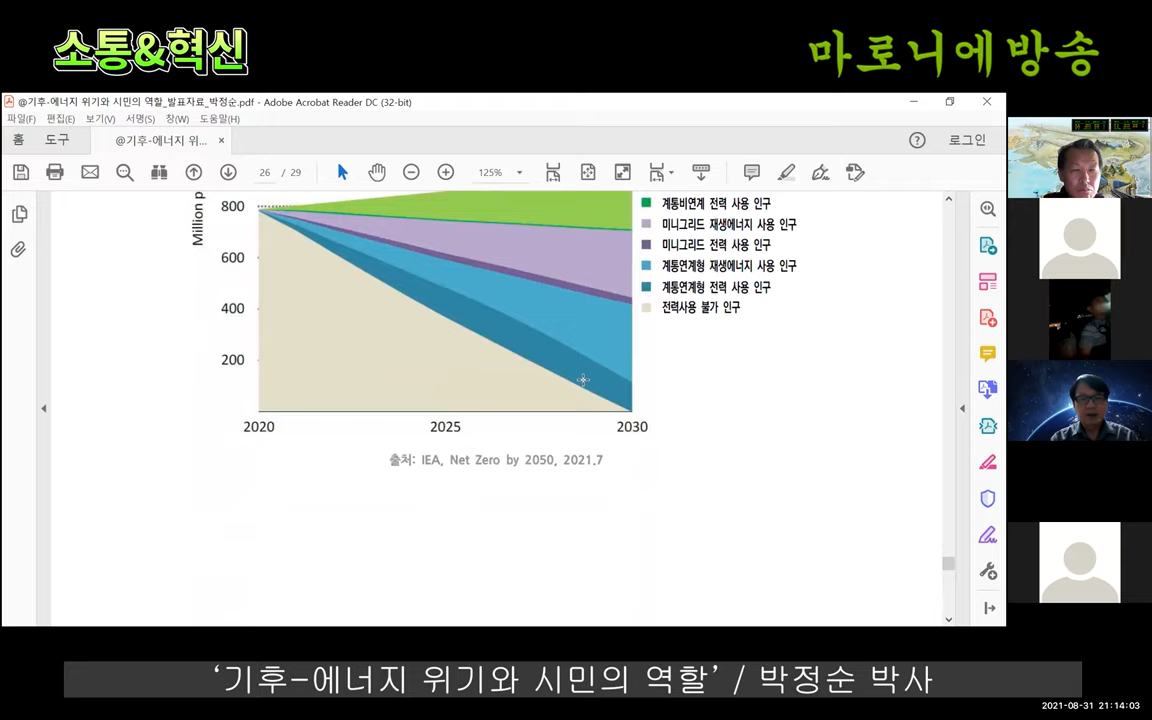 소통&혁신
마로니에방송
@기후-에너지 위기와 시민의 역할_발표자료_박정순.pdf - Adobe Acrobat Reader DC (32-bit)
파일(F) 편집(E) 보기(V) 서명(S) 창(W) 도움말(H)
홈 도구 @기후-에너지 위... × 로그인
26 / 29 125%
Million p
800
600
400
200
2020 2025 2030
계통비연계 전력 사용 인구
미니그리드 재생에너지 사용 인구
미니그리드 전력 사용 인구
계통연계형 재생에너지 사용 인구
계통연계형 전력 사용 인구
전력사용 불가 인구
출처: IEA, Net Zero by 2050, 2021.7
‘기후-에너지 위기와 시민의 역할’ / 박정순 박사
2021-08-31 21:14:03